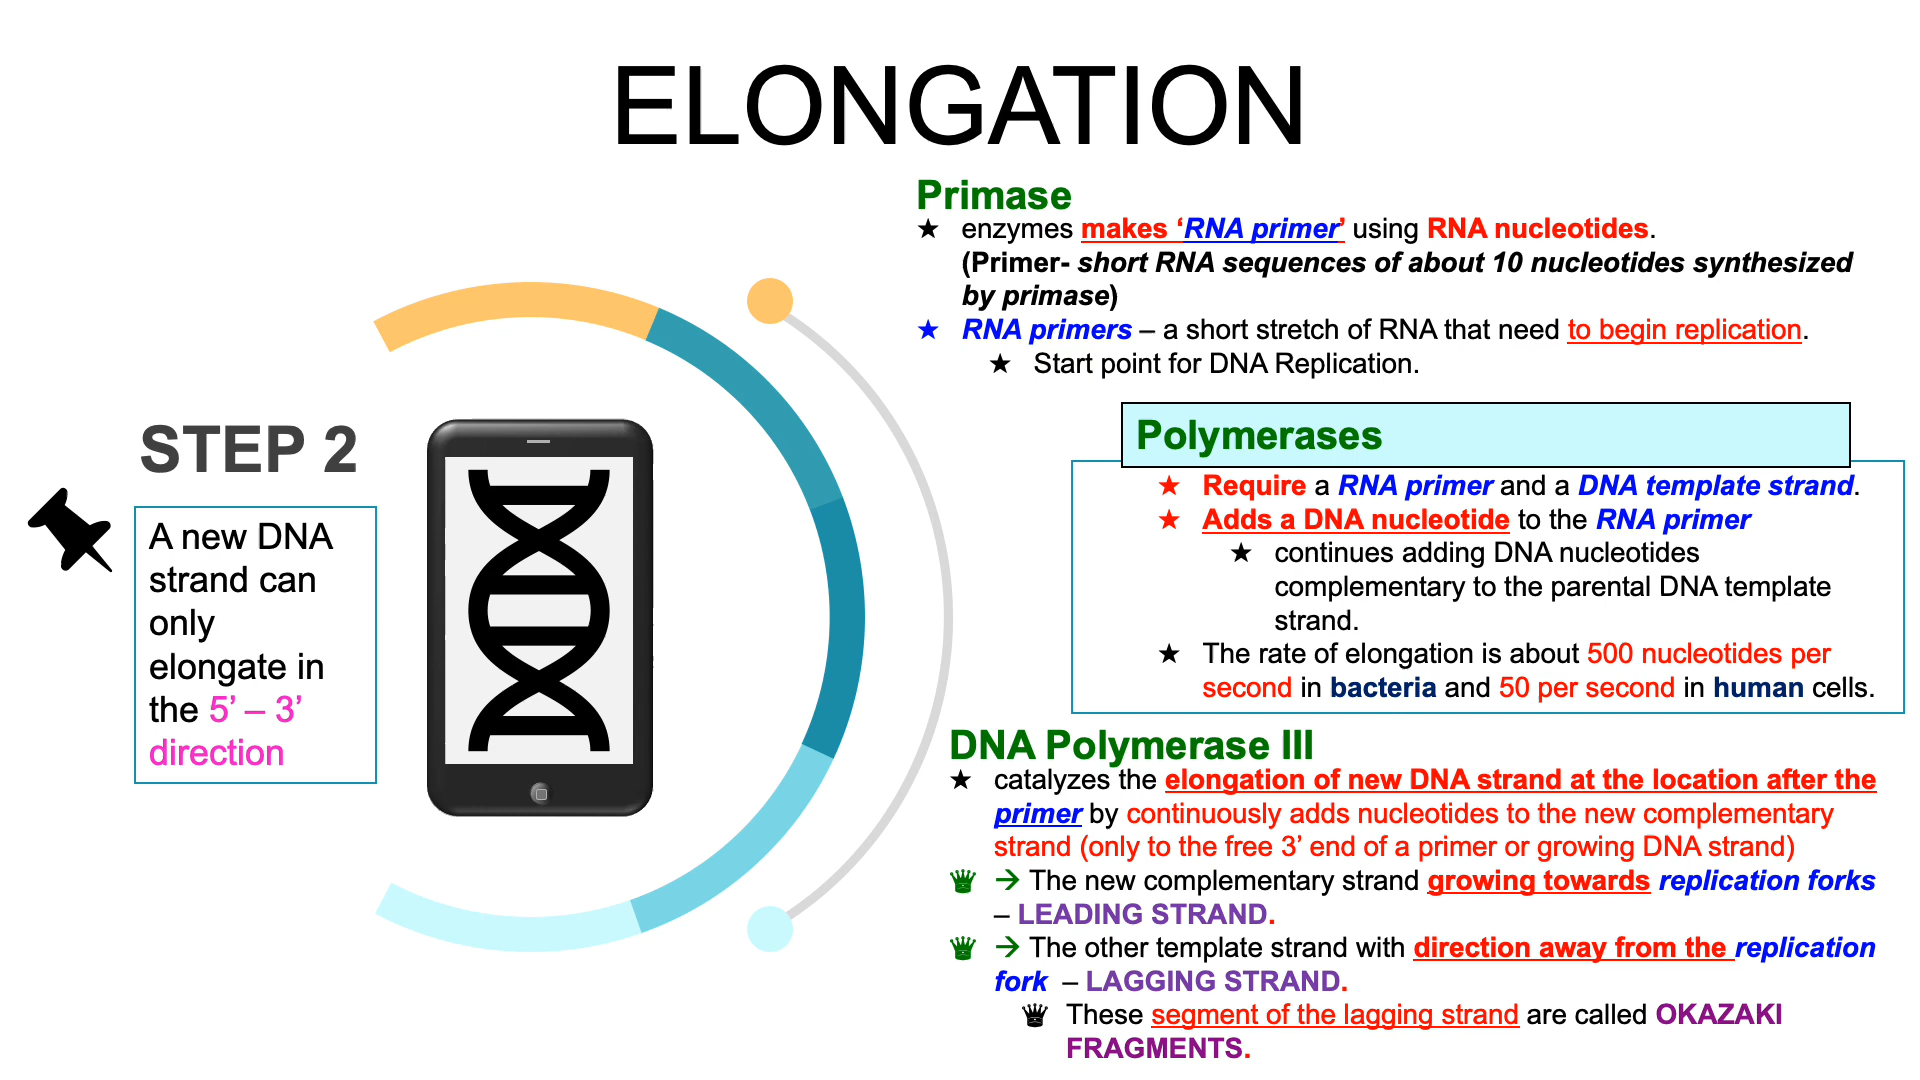 ELONGATION
STEP 2
A new DNA
strand can
only
elongate in
the 5’ – 3’
direction
Primase
★ enzymes makes ‘RNA primer’ using RNA nucleotides.
(Primer- short RNA sequences of about 10 nucleotides synthesized
by primase)
★ RNA primers – a short stretch of RNA that need to begin replication.
★ Start point for DNA Replication.
Polymerases
★ Require a RNA primer and a DNA template strand.
★ Adds a DNA nucleotide to the RNA primer
★ continues adding DNA nucleotides
complementary to the parental DNA template
strand.
★ The rate of elongation is about 500 nucleotides per
second in bacteria and 50 per second in human cells.
DNA Polymerase III
★ catalyzes the elongation of new DNA strand at the location after the
primer by continuously adds nucleotides to the new complementary
strand (only to the free 3’ end of a primer or growing DNA strand)
♛ → The new complementary strand growing towards replication forks
– LEADING STRAND.
♛ → The other template strand with direction away from the replication
fork – LAGGING STRAND.
♛ These segment of the lagging strand are called OKAZAKI
FRAGMENTS.